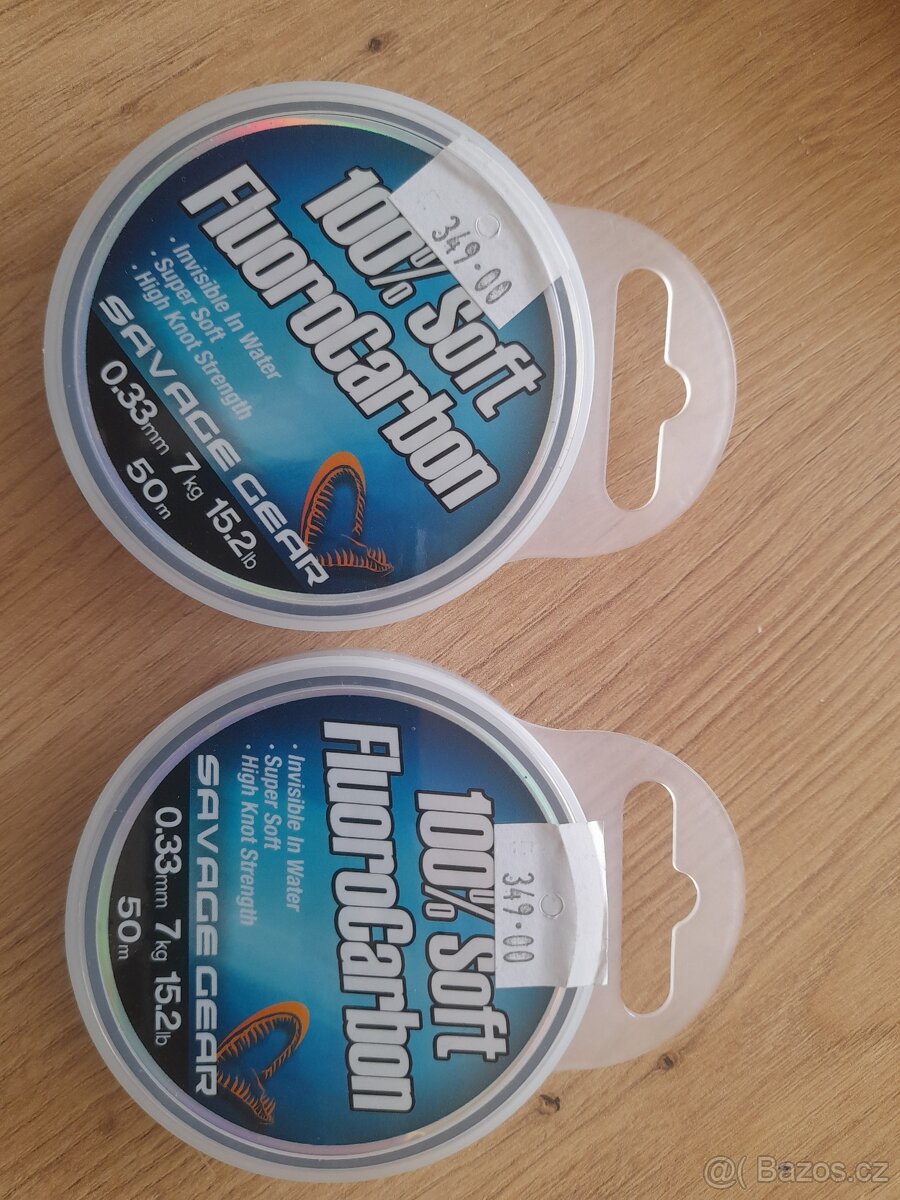 349.00
100% Soft
FluoroCarbon
· Invisible In Water
· Super Soft
· High Knot Strength
SAVAGE GEAR
0.33mm 7kg 15.2lb
50m
349.00
100% Soft
FluoroCarbon
· Invisible In Water
· Super Soft
· High Knot Strength
SAVAGE GEAR
0.33mm 7kg 15.2lb
50m
@( Bazos.cz